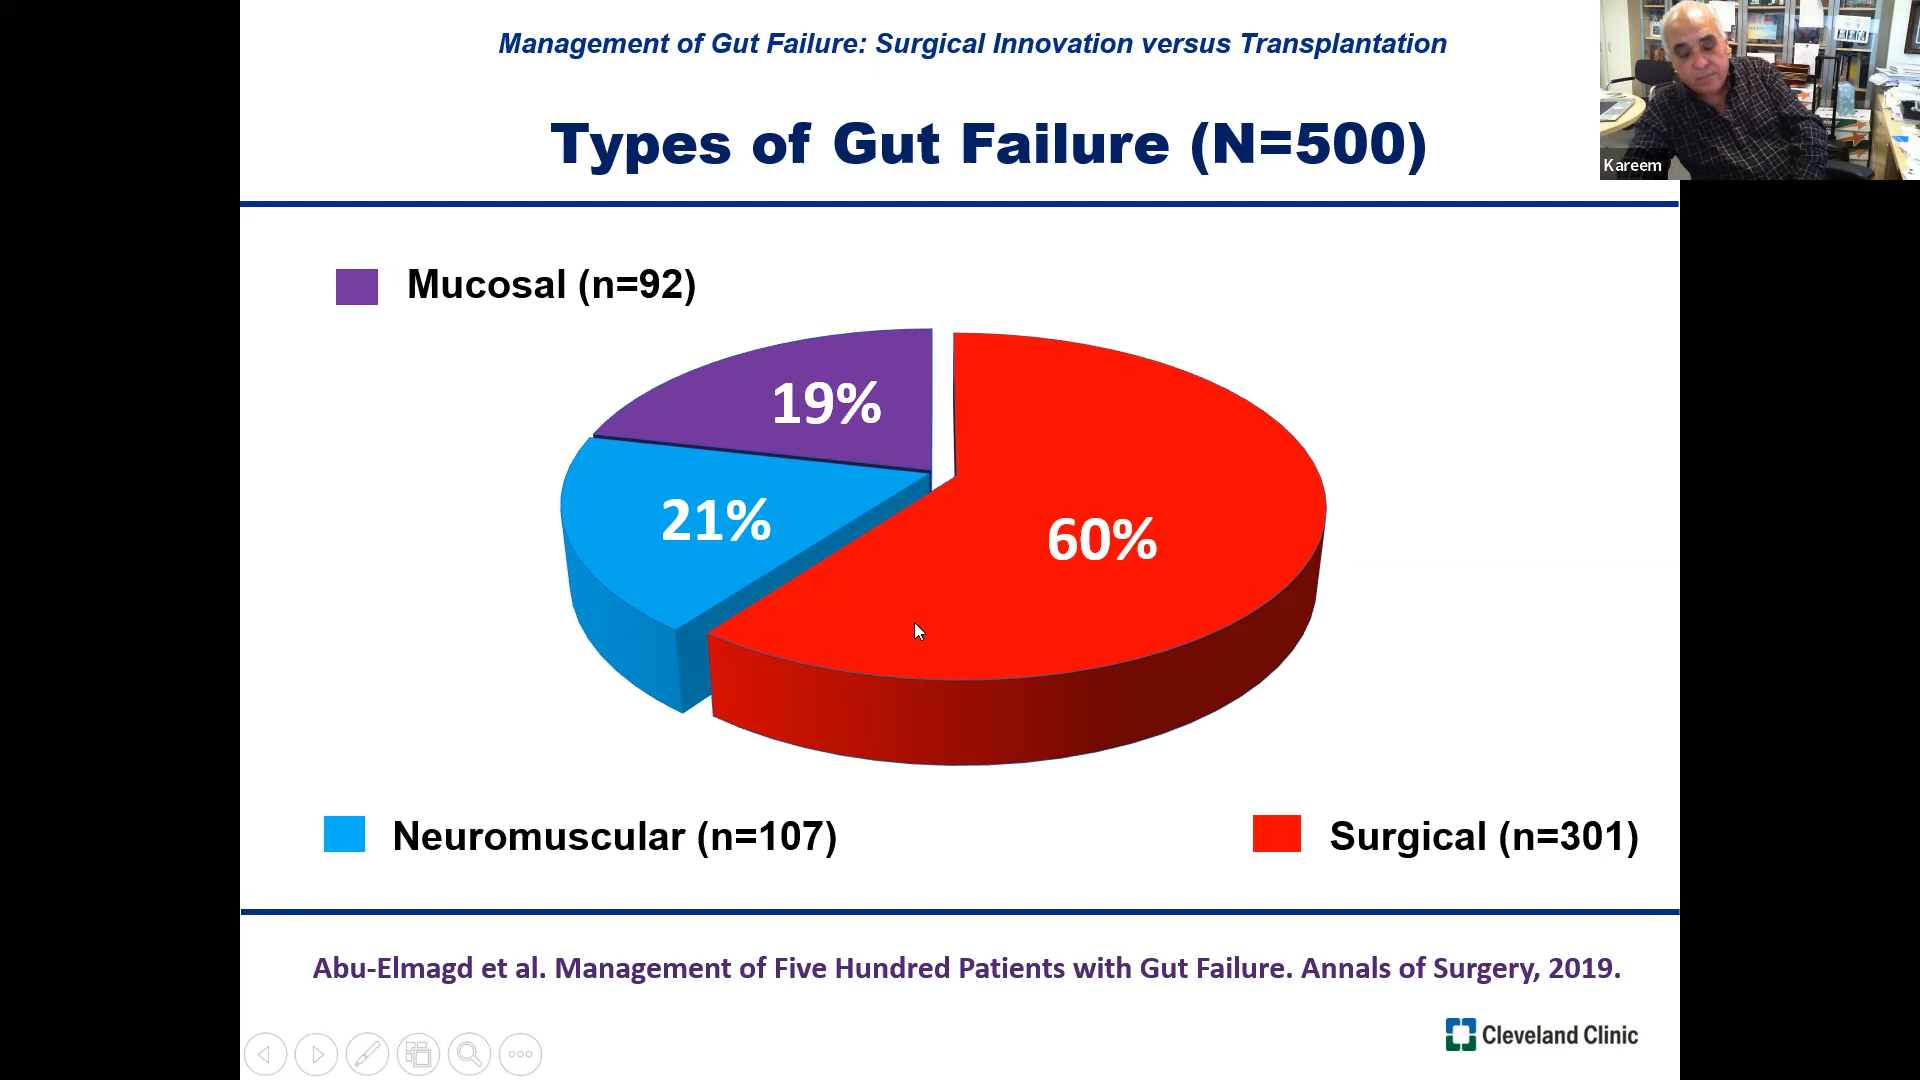 Management of Gut Failure: Surgical Innovation versus Transplantation
Types of Gut Failure (N=500)
Kareem
Mucosal (n=92)
19%
21%
60%
Neuromuscular (n=107)
Surgical (n=301)
Abu-Elmagd et al. Management of Five Hundred Patients with Gut Failure. Annals of Surgery, 2019.
Cleveland Clinic